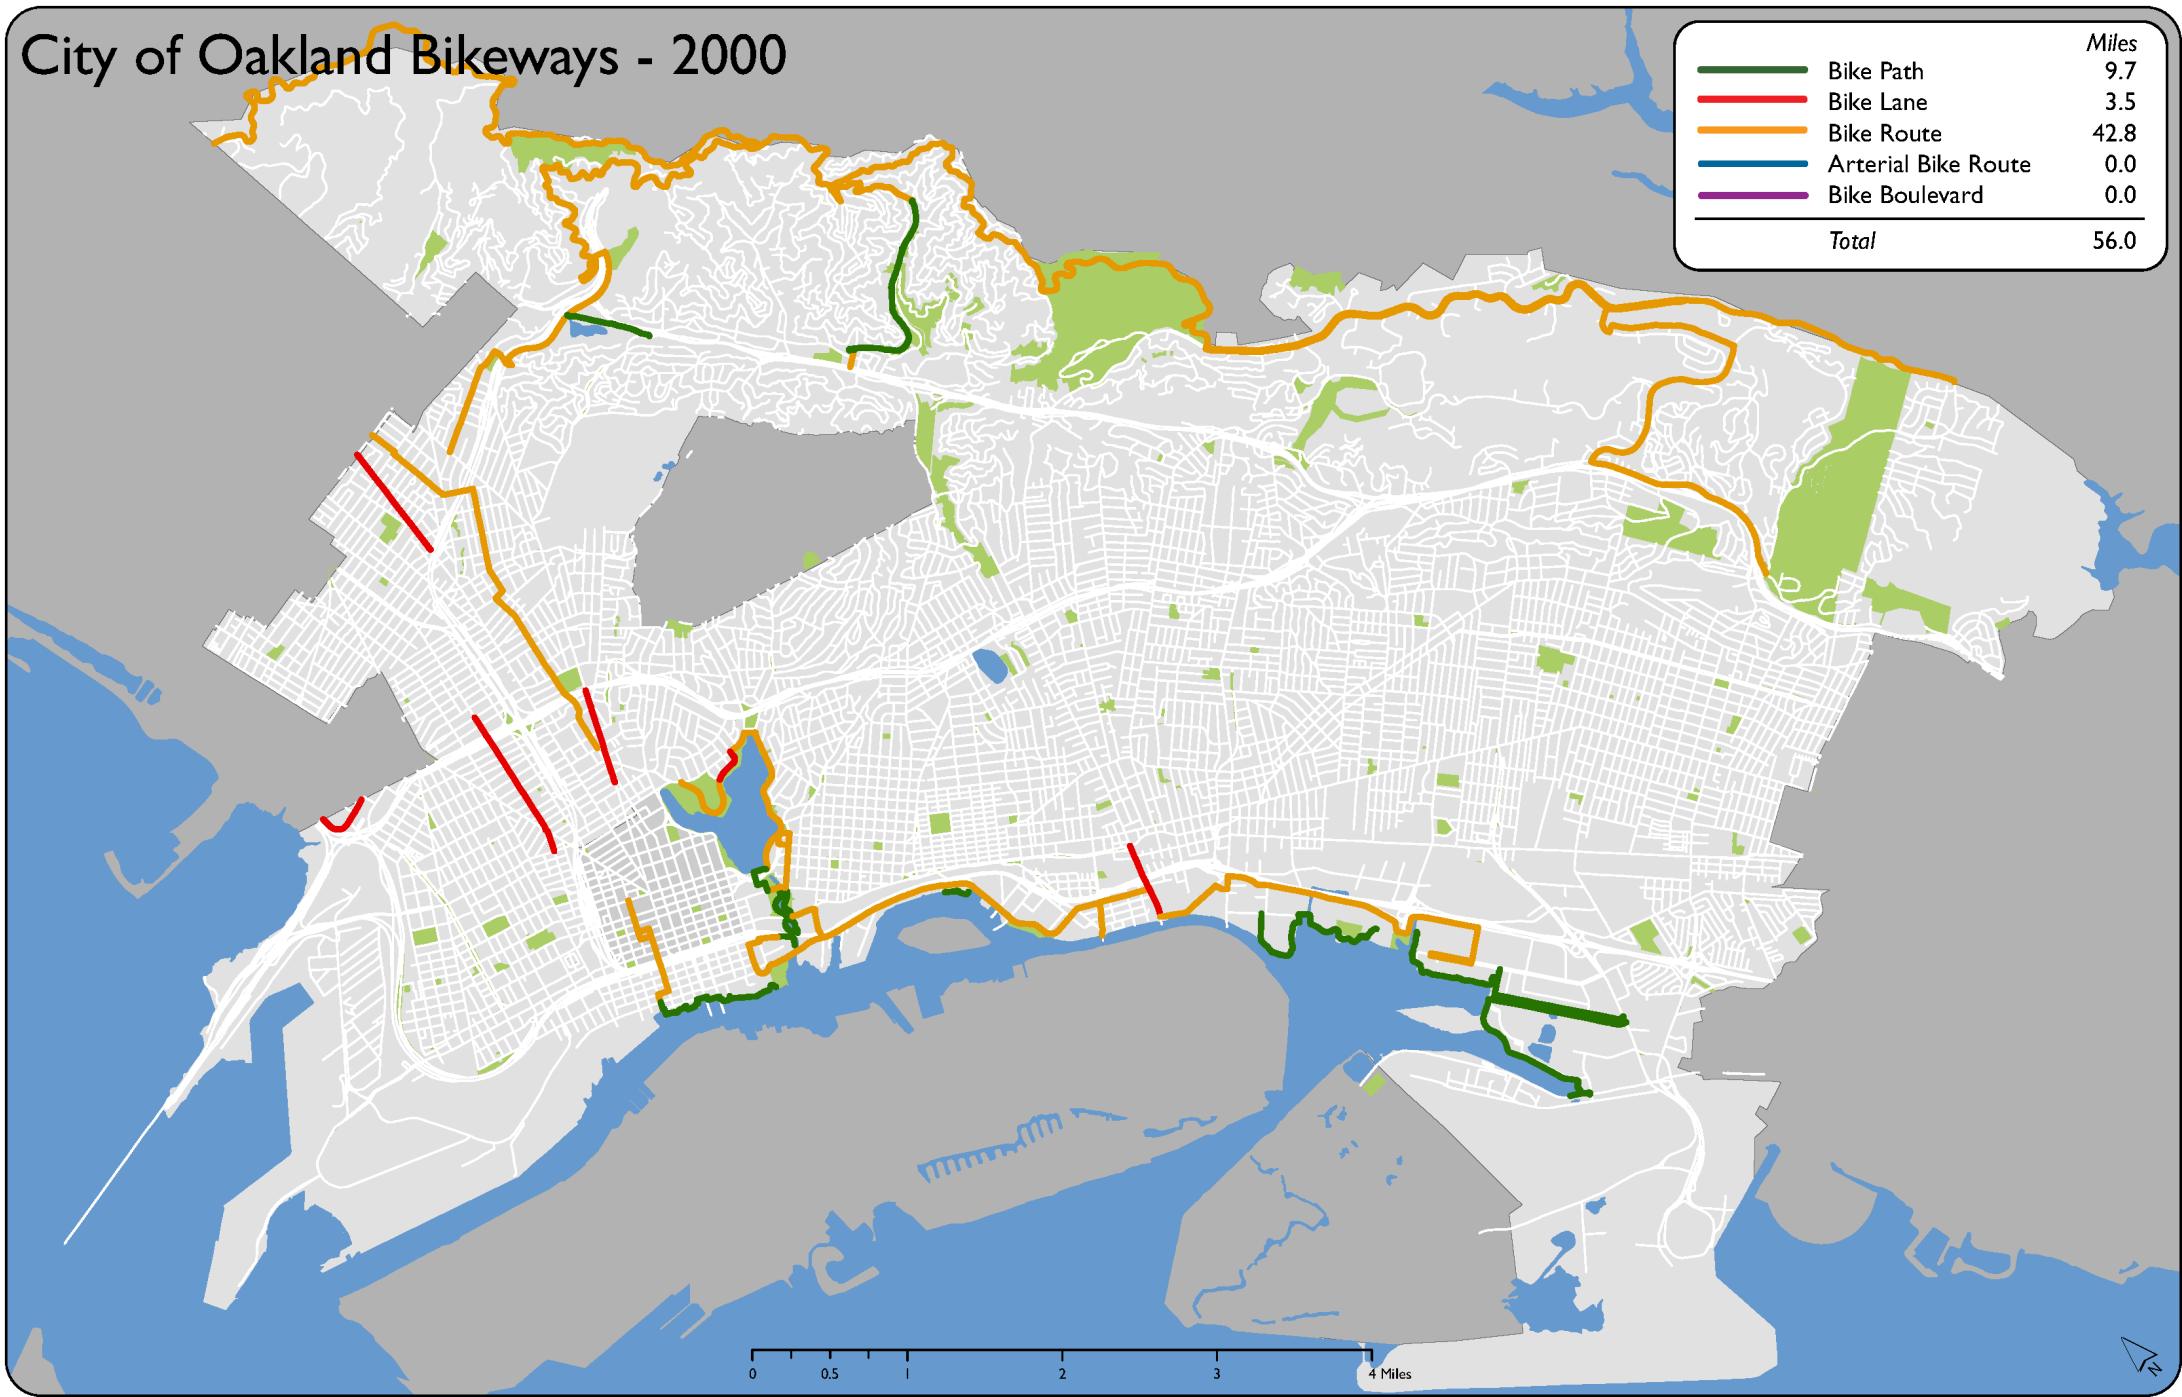 City of Oakland Bikeways - 2000
Miles
Bike Path 9.7
Bike Lane 3.5
Bike Route 42.8
Arterial Bike Route 0.0
Bike Boulevard 0.0
Total 56.0
0 0.5 1 2 3 4 Miles
N